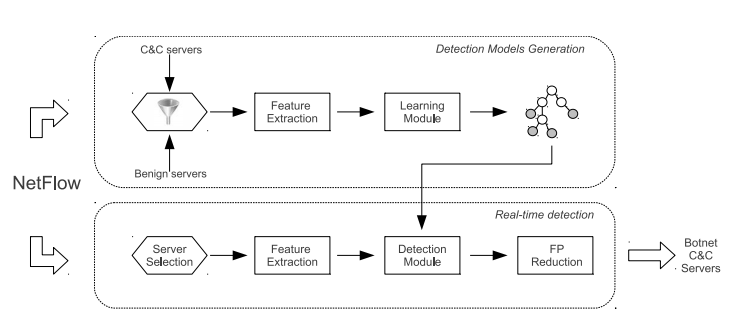 C&C servers
Detection Models Generation
Feature
Extraction
Learning
Module
Benign servers
NetFlow
Real-time detection
Server
Selection
Feature
Extraction
Detection
Module
FP
Reduction
Botnet
C&C
Servers